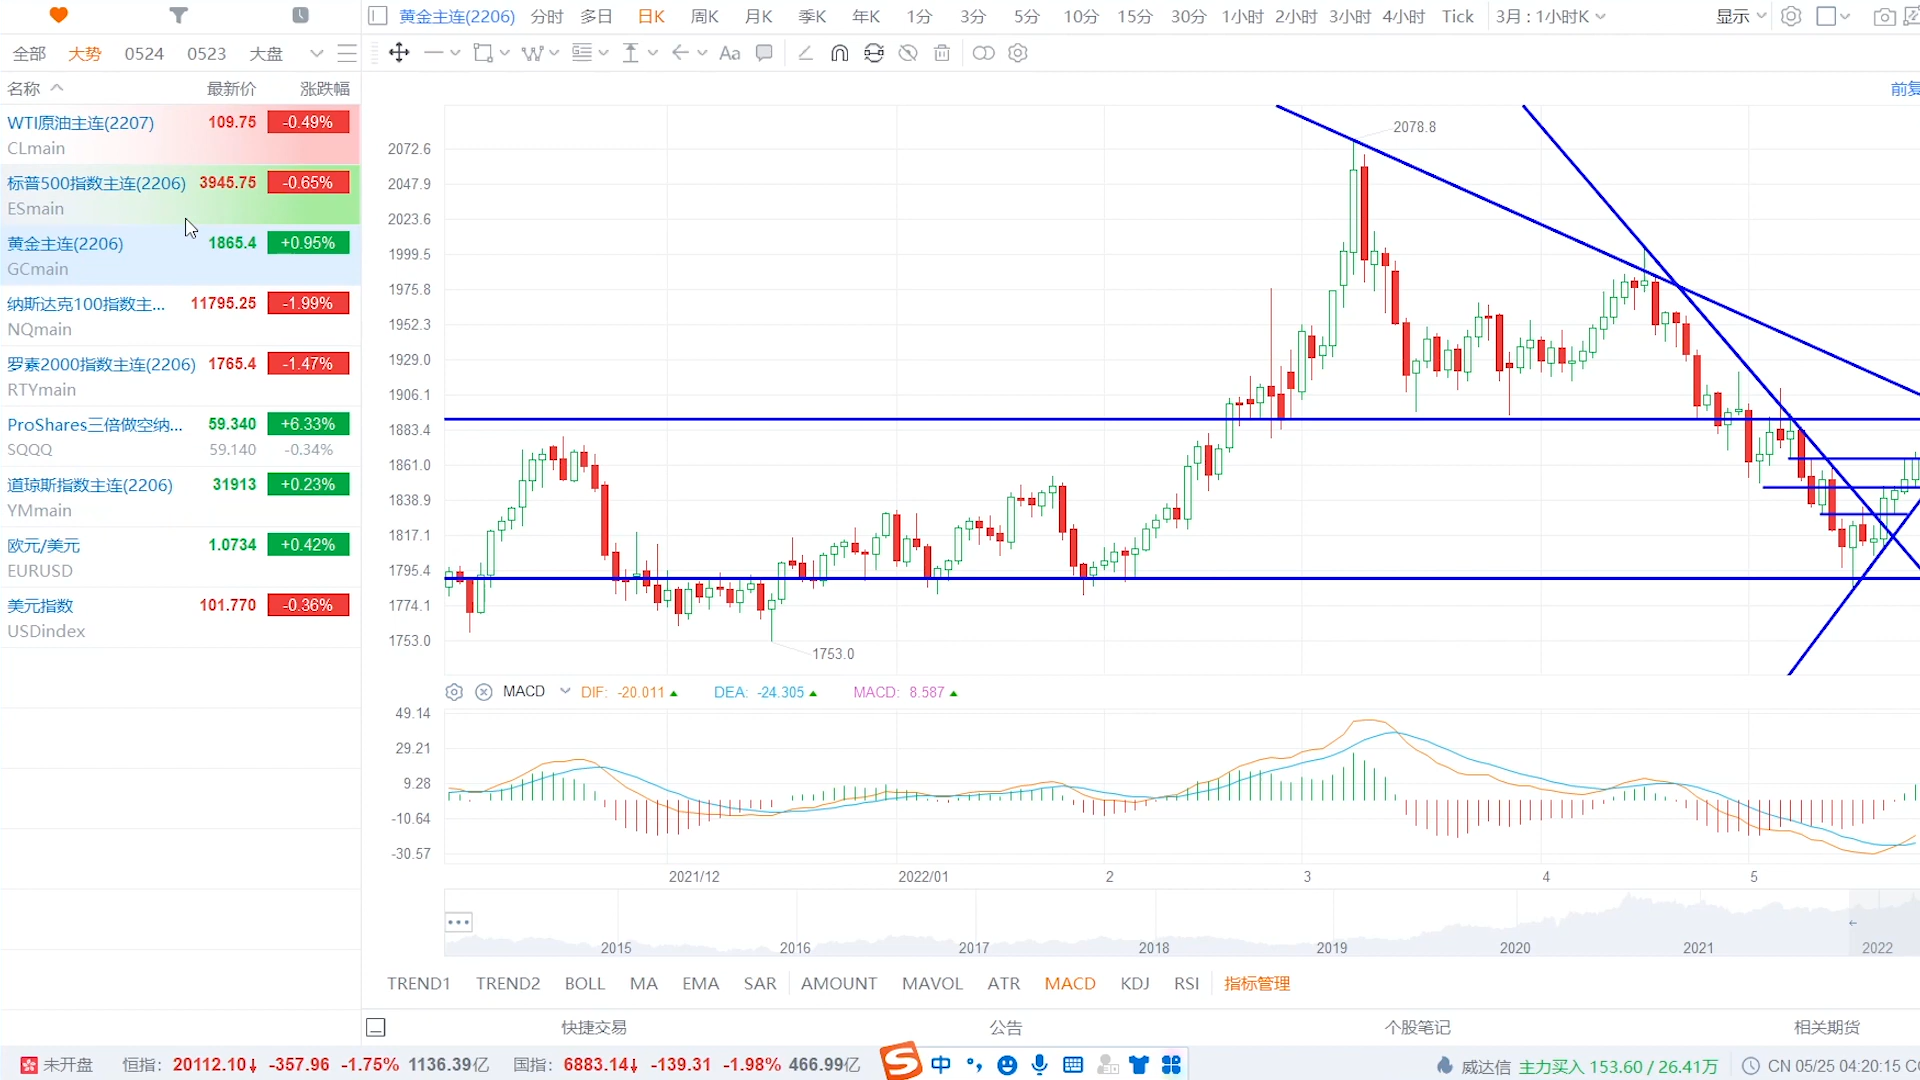 黄金主连(2206) 分时 多日 日K 周K 月K 季K 年K 1分 3分 5分 10分 15分 30分 1小时 2小时 3小时 4小时 Tick 3月 : 1小时K 显示
全部 大势 0524 0523 大盘
Aa
名称 最新价 涨跌幅
前复
WTI原油主连(2207) 109.75 -0.49%
CLmain
标普500指数主连(2206) 3945.75 -0.65%
ESmain
黄金主连(2206) 1865.4 +0.95%
GCmain
纳斯达克100指数主... 11795.25 -1.99%
NQmain
罗素2000指数主连(2206) 1765.4 -1.47%
RTYmain
ProShares三倍做空纳... 59.340 +6.33%
SQQQ 59.140 -0.34%
道琼斯指数主连(2206) 31913 +0.23%
YMmain
欧元/美元 1.0734 +0.42%
EURUSD
美元指数 101.770 -0.36%
USDindex
2078.8
2072.6
2047.9
2023.6
1999.5
1975.8
1952.3
1929.0
1906.1
1883.4
1861.0
1838.9
1817.1
1795.4
1774.1
1753.0
1753.0
MACD DIF: -20.011 DEA: -24.305 MACD: 8.587
49.14
29.21
9.28
-10.64
-30.57
2021/12 2022/01 2 3 4 5
2015 2016 2017 2018 2019 2020 2021 2022
TREND1 TREND2 BOLL MA EMA SAR AMOUNT MAVOL ATR MACD KDJ RSI 指标管理
快捷交易 公告 个股笔记 相关期货
未开盘 恒指: 20112.10↓ -357.96 -1.75% 1136.39亿 国指: 6883.14↓ -139.31 -1.98% 466.99亿 中 威达信 主力买入 153.60 / 26.41万 CN 05/25 04:20:15